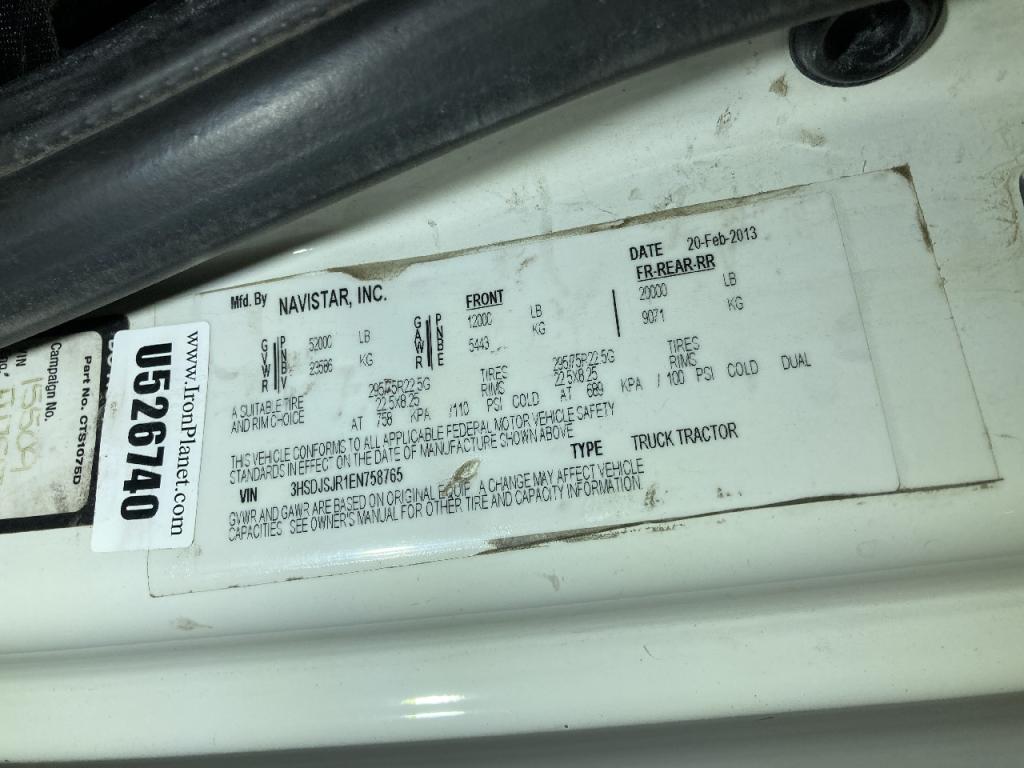 Mfd. By NAVISTAR, INC.
DATE 20-Feb-2013
FRONT
FR-REAR-RR
GVWR PNBV 52000 LB
23586 KG
GAWR PNBE 12000 LB
5443 KG
20000 LB
9071 KG
A SUITABLE TIRE 295/75R22.5G TIRES 295/75R22.5G TIRES
AND RIM CHOICE 22.5X8.25 RIMS 22.5X8.25 RIMS
AT 758 KPA /110 PSI COLD AT 689 KPA /100 PSI COLD DUAL
THIS VEHICLE CONFORMS TO ALL APPLICABLE FEDERAL MOTOR VEHICLE SAFETY
STANDARDS IN EFFECT ON THE DATE OF MANUFACTURE SHOWN ABOVE
VIN 3HSDJSJR1EN758765 TYPE TRUCK TRACTOR
GVWR AND GAWR ARE BASED ON ORIGINAL EQUIP. A CHANGE MAY AFFECT VEHICLE
CAPACITIES SEE OWNER'S MANUAL FOR OTHER TIRE AND CAPACITY INFORMATION
www.IronPlanet.com
U526740
Part No. CTS1075D
Campaign No.
15509
VIN